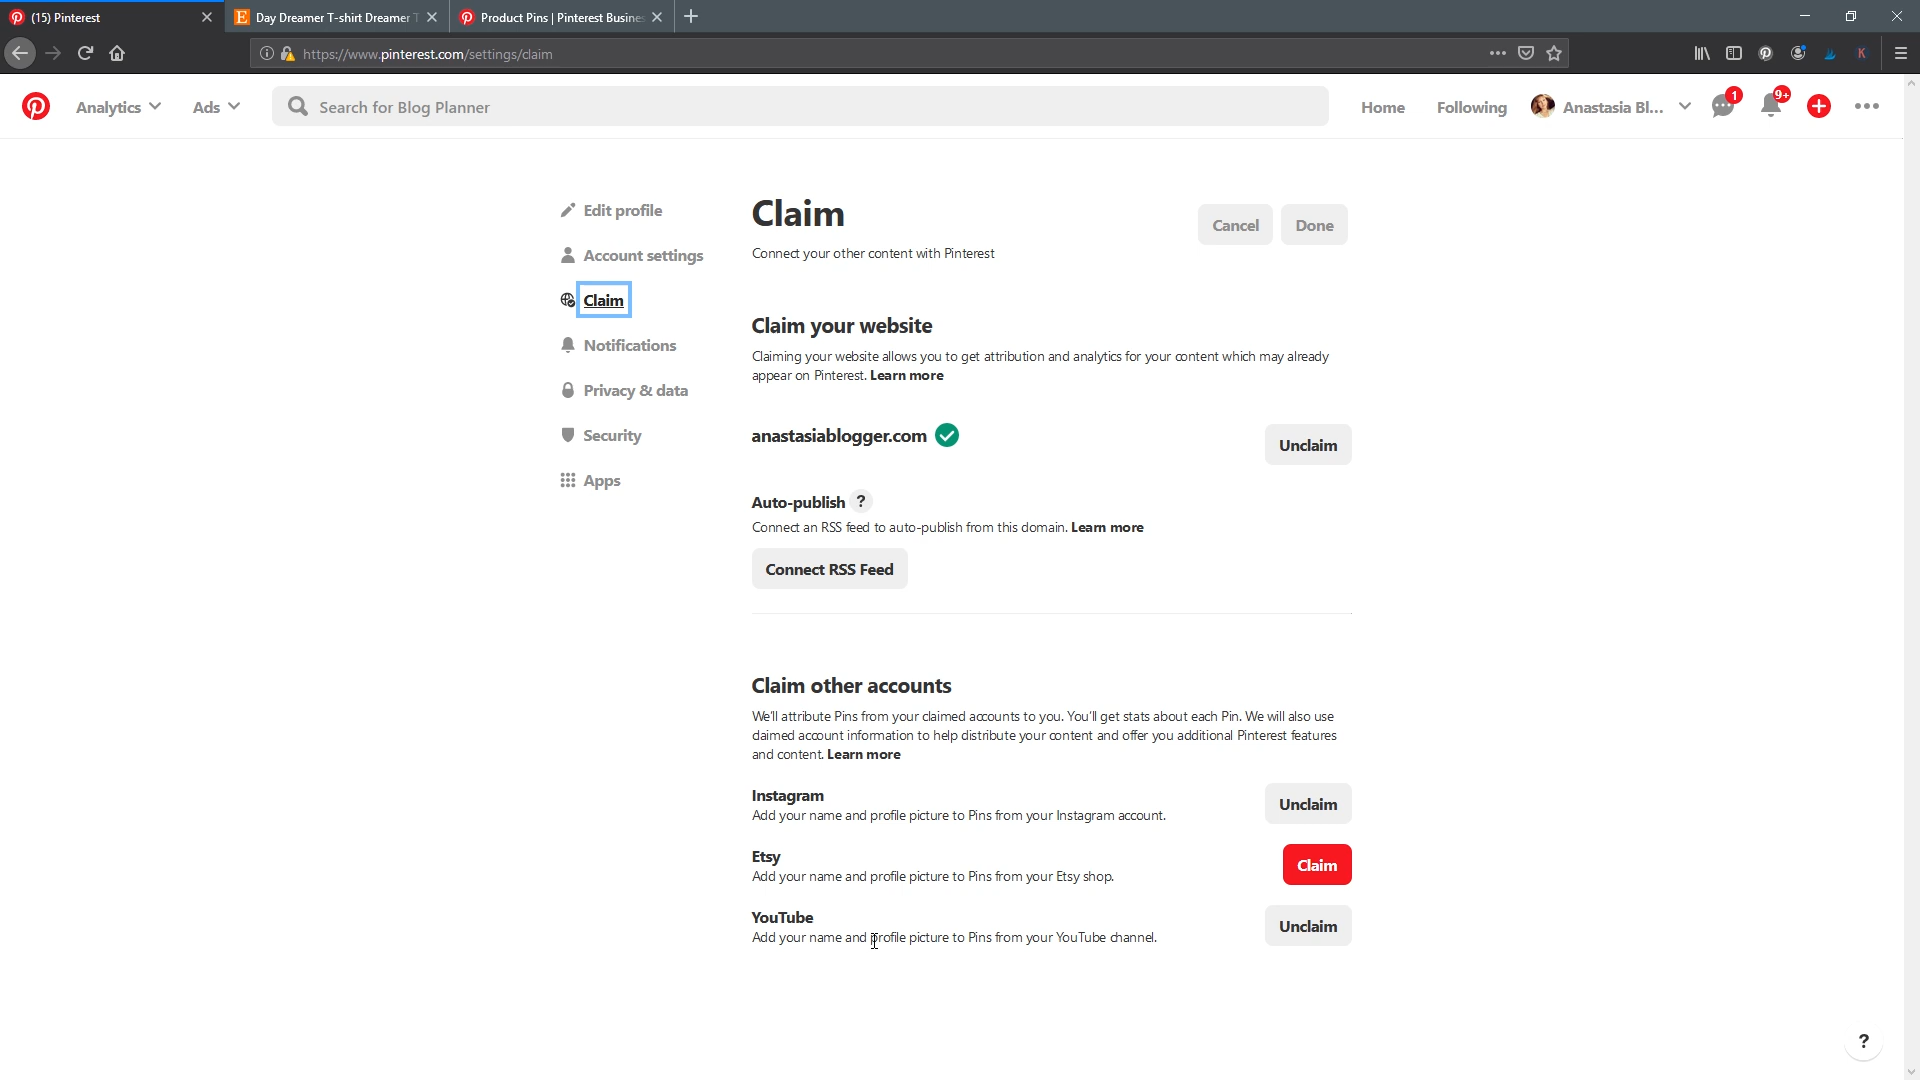 (15) Pinterest
Day Dreamer T-shirt Dreamer T
Product Pins | Pinterest Busines
https://www.pinterest.com/settings/claim
K
Analytics
Ads
Search for Blog Planner
Home
Following
Anastasia Bl...
1
9+
Edit profile
Account settings
Claim
Notifications
Privacy & data
Security
Apps
Claim
Cancel
Done
Connect your other content with Pinterest
Claim your website
Claiming your website allows you to get attribution and analytics for your content which may already
appear on Pinterest. Learn more
anastasiablogger.com
Unclaim
Auto-publish ?
Connect an RSS feed to auto-publish from this domain. Learn more
Connect RSS Feed
Claim other accounts
We'll attribute Pins from your claimed accounts to you. You'll get stats about each Pin. We will also use
claimed account information to help distribute your content and offer you additional Pinterest features
and content. Learn more
Instagram
Add your name and profile picture to Pins from your Instagram account.
Unclaim
Etsy
Add your name and profile picture to Pins from your Etsy shop.
Claim
YouTube
Add your name and profile picture to Pins from your YouTube channel.
Unclaim
?